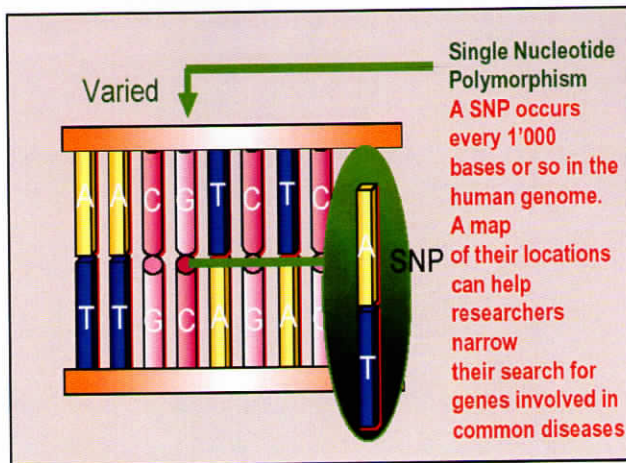 Single Nucleotide
Polymorphism
A SNP occurs
every 1'000
bases or so in the
human genome.
A map
of their locations
can help
researchers
narrow
their search for
genes involved in
common diseases
Varied
A A C G T C T C
T T G C A G A
A
SNP
T